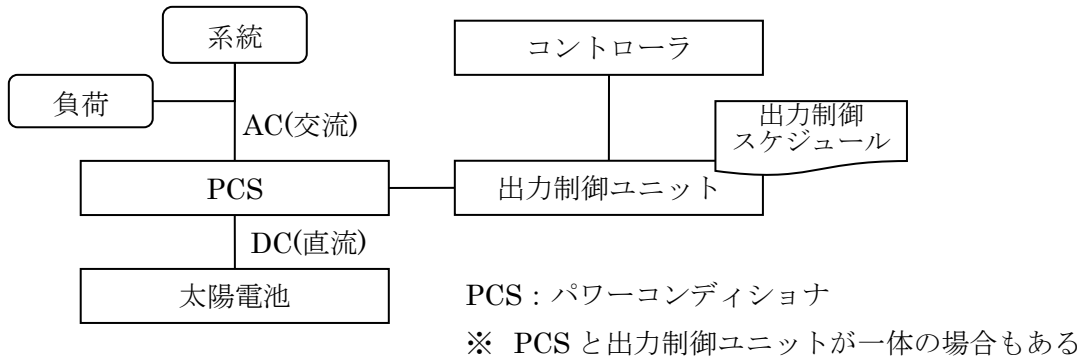 系統
コントローラ
負荷
出力制御
スケジュール
AC(交流)
PCS
出力制御ユニット
DC(直流)
太陽電池
PCS：パワーコンディショナ
※ PCS と出力制御ユニットが一体の場合もある